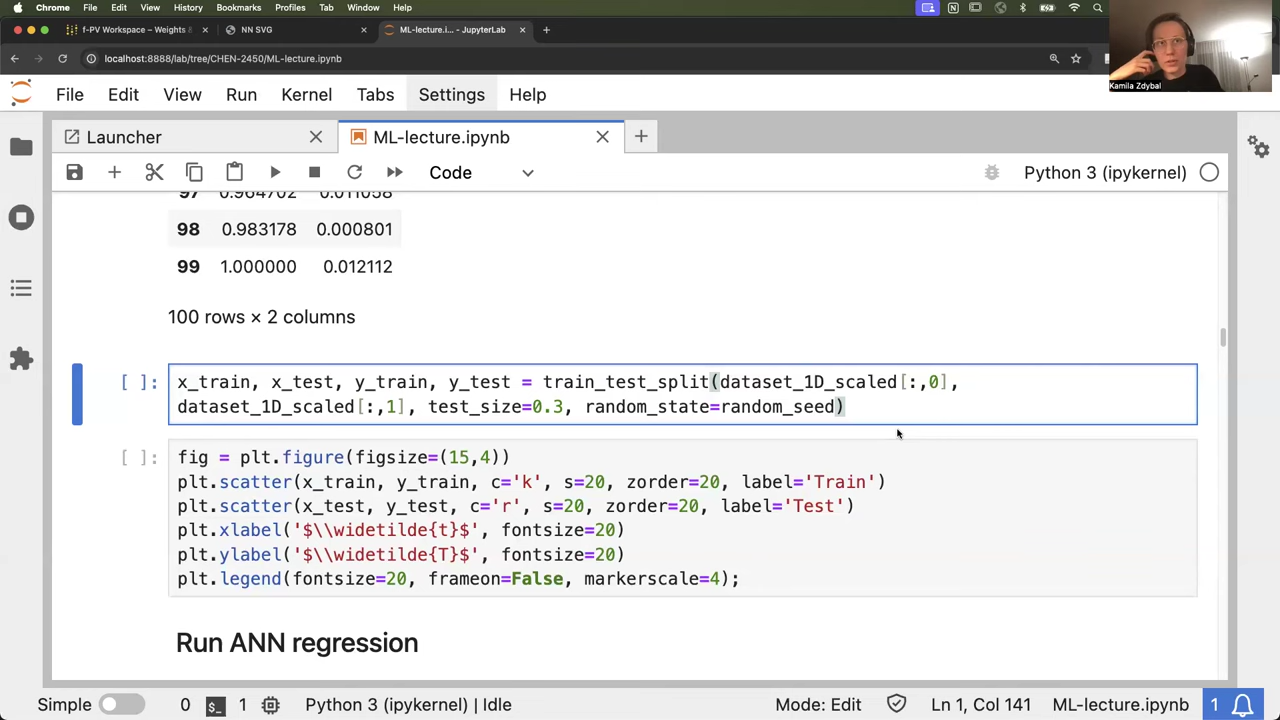 Chrome File Edit View History Bookmarks Profiles Tab Window Help
f-PV Workspace – Weights &
NN SVG
ML-lecture.i... - JupyterLab
localhost:8888/lab/tree/CHEN-2450/ML-lecture.ipynb
Kamila Zdybal
File Edit View Run Kernel Tabs Settings Help
Launcher
ML-lecture.ipynb
Code
Python 3 (ipykernel)
97 0.964702 0.011058
98 0.983178 0.000801
99 1.000000 0.012112
100 rows × 2 columns
[ ]: x_train, x_test, y_train, y_test = train_test_split(dataset_1D_scaled[:,0],
dataset_1D_scaled[:,1], test_size=0.3, random_state=random_seed)
[ ]: fig = plt.figure(figsize=(15,4))
plt.scatter(x_train, y_train, c='k', s=20, zorder=20, label='Train')
plt.scatter(x_test, y_test, c='r', s=20, zorder=20, label='Test')
plt.xlabel('$\\widetilde{t}$', fontsize=20)
plt.ylabel('$\\widetilde{T}$', fontsize=20)
plt.legend(fontsize=20, frameon=False, markerscale=4);
Run ANN regression
Simple 0 $_ 1 Python 3 (ipykernel) | Idle Mode: Edit Ln 1, Col 141 ML-lecture.ipynb 1